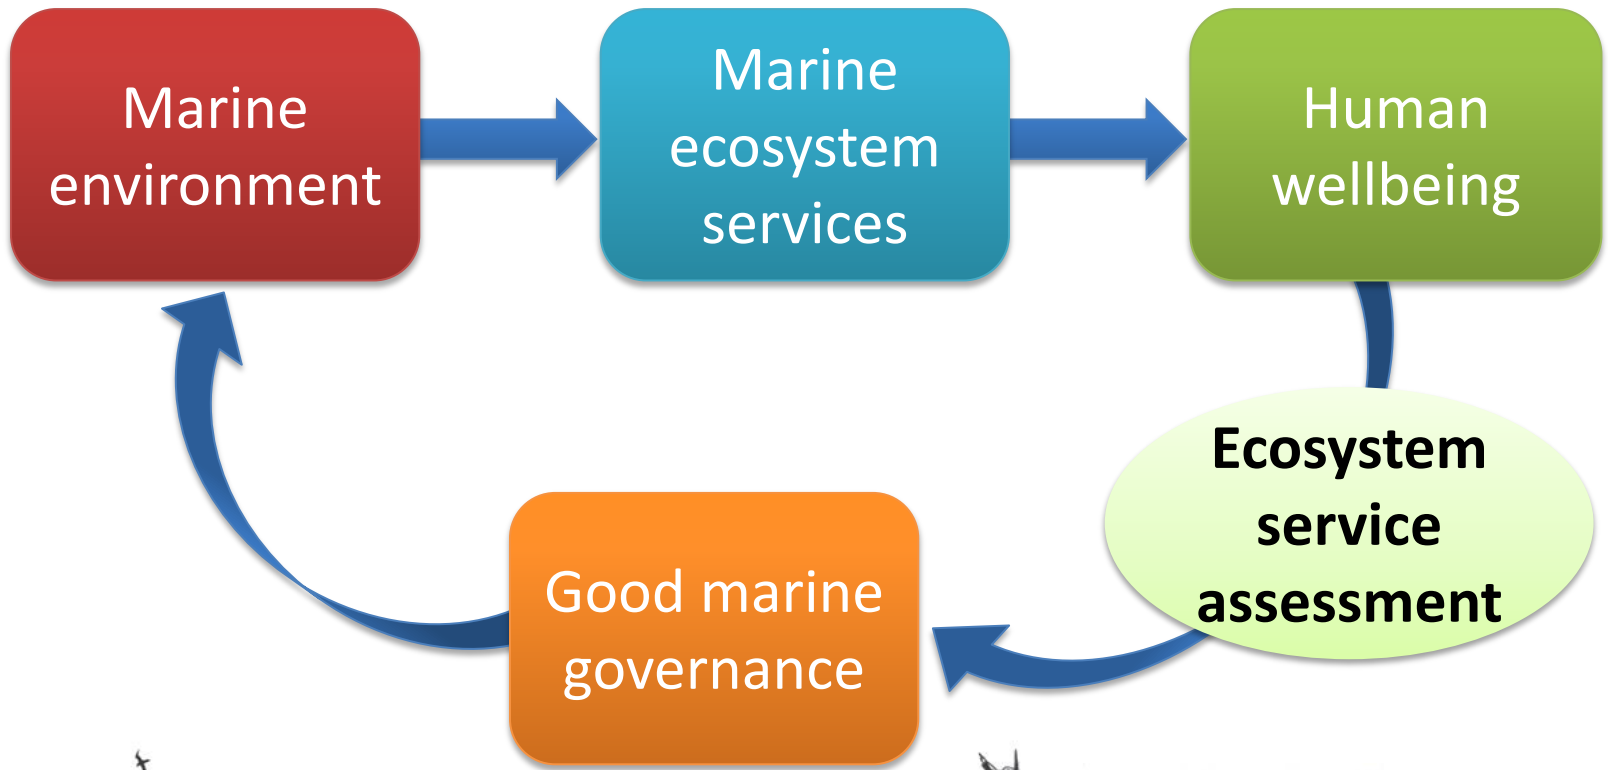 Marine
environment
Marine
ecosystem
services
Human
wellbeing
Ecosystem
service
assessment
Good marine
governance